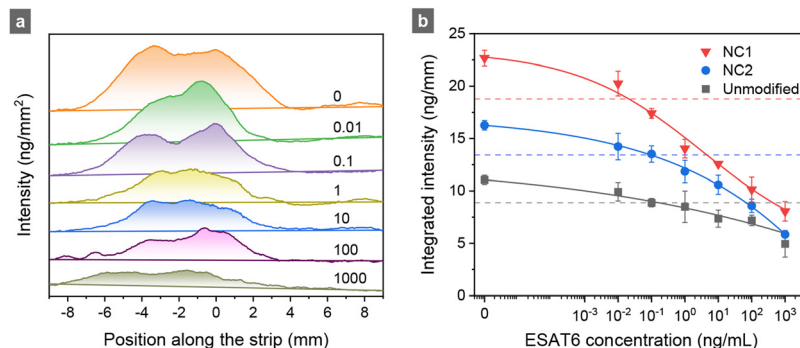 a
0
0.01
0.1
1
10
100
1000
-8 -6 -4 -2 0 2 4 6 8
Position along the strip (mm)
Intensity (ng/mm²)
b
NC1
NC2
Unmodified
25
20
15
10
5
0
0 10⁻³ 10⁻² 10⁻¹ 10⁰ 10¹ 10² 10³
ESAT6 concentration (ng/mL)
Integrated intensity (ng/mm)